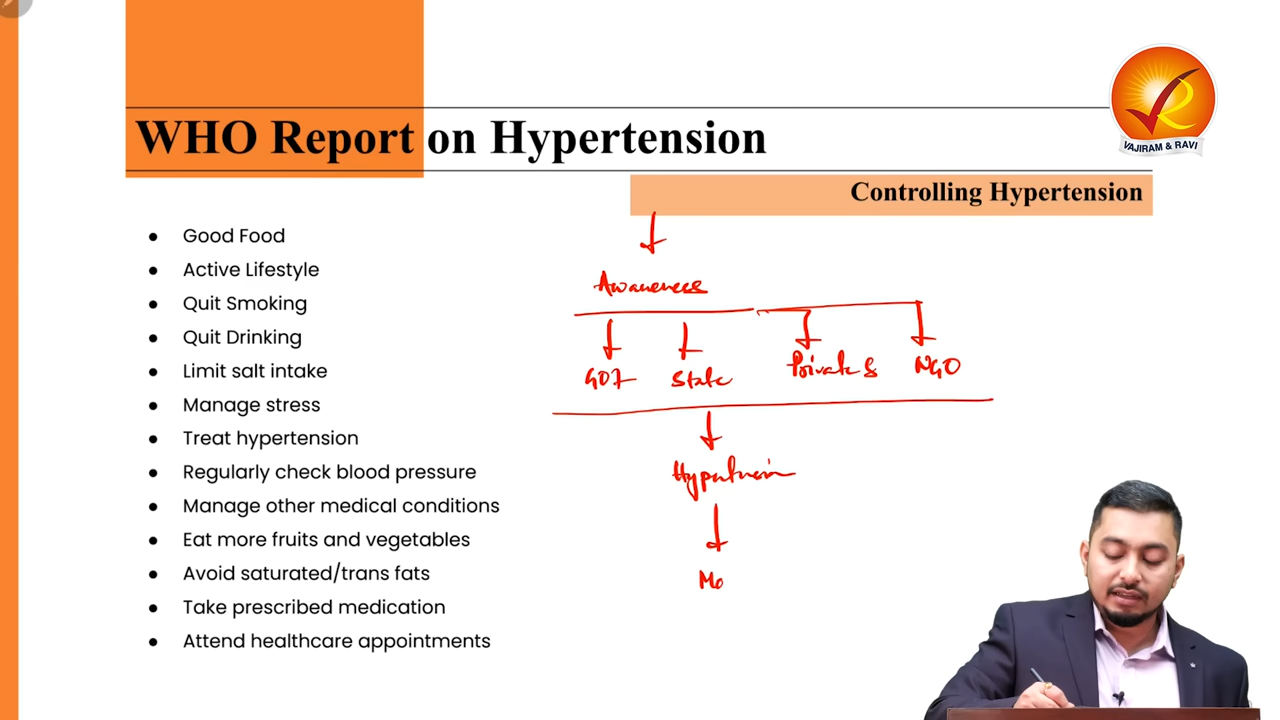 VAJIRAM & RAVI
WHO Report on Hypertension
Controlling Hypertension
● Good Food
● Active Lifestyle
● Quit Smoking
● Quit Drinking
● Limit salt intake
● Manage stress
● Treat hypertension
● Regularly check blood pressure
● Manage other medical conditions
● Eat more fruits and vegetables
● Avoid saturated/trans fats
● Take prescribed medication
● Attend healthcare appointments
Awareness
GOI State Private S NGO
Hypertension
Mo